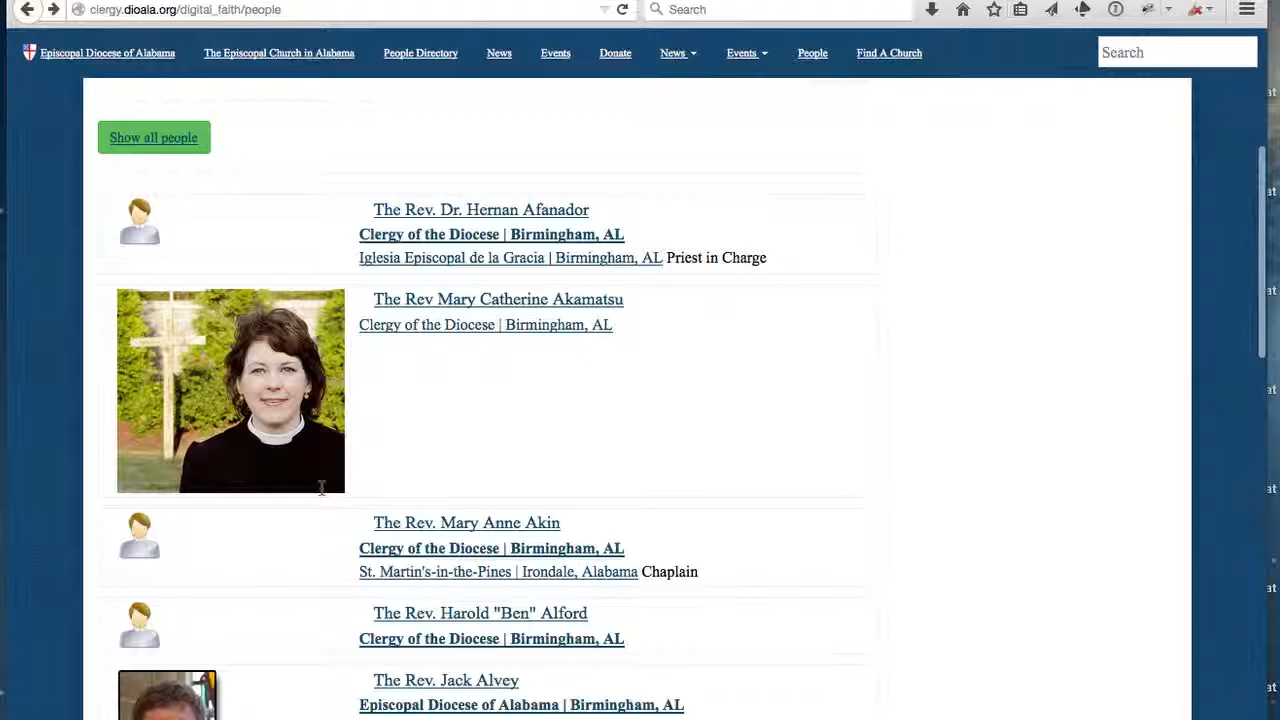 clergy.dioala.org/digital_faith/people
Search
Episcopal Diocese of Alabama The Episcopal Church in Alabama People Directory News Events Donate News Events People Find A Church Search
Show all people
The Rev. Dr. Hernan Afanador
Clergy of the Diocese | Birmingham, AL
Iglesia Episcopal de la Gracia | Birmingham, AL Priest in Charge
The Rev Mary Catherine Akamatsu
Clergy of the Diocese | Birmingham, AL
The Rev. Mary Anne Akin
Clergy of the Diocese | Birmingham, AL
St. Martin's-in-the-Pines | Irondale, Alabama Chaplain
The Rev. Harold "Ben" Alford
Clergy of the Diocese | Birmingham, AL
The Rev. Jack Alvey
Episcopal Diocese of Alabama | Birmingham, AL